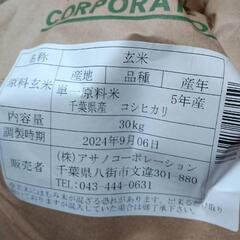 CORPORAT
名称 玄米
原料玄米 産地 品種 産年
単一原料米 5年産
千葉県産 コシヒカリ
内容量 30kg
調製時期 2024年9月06日
販売者 (株)アサノコーポレーション
千葉県八街市文違301-880
TEL:043-444-0631